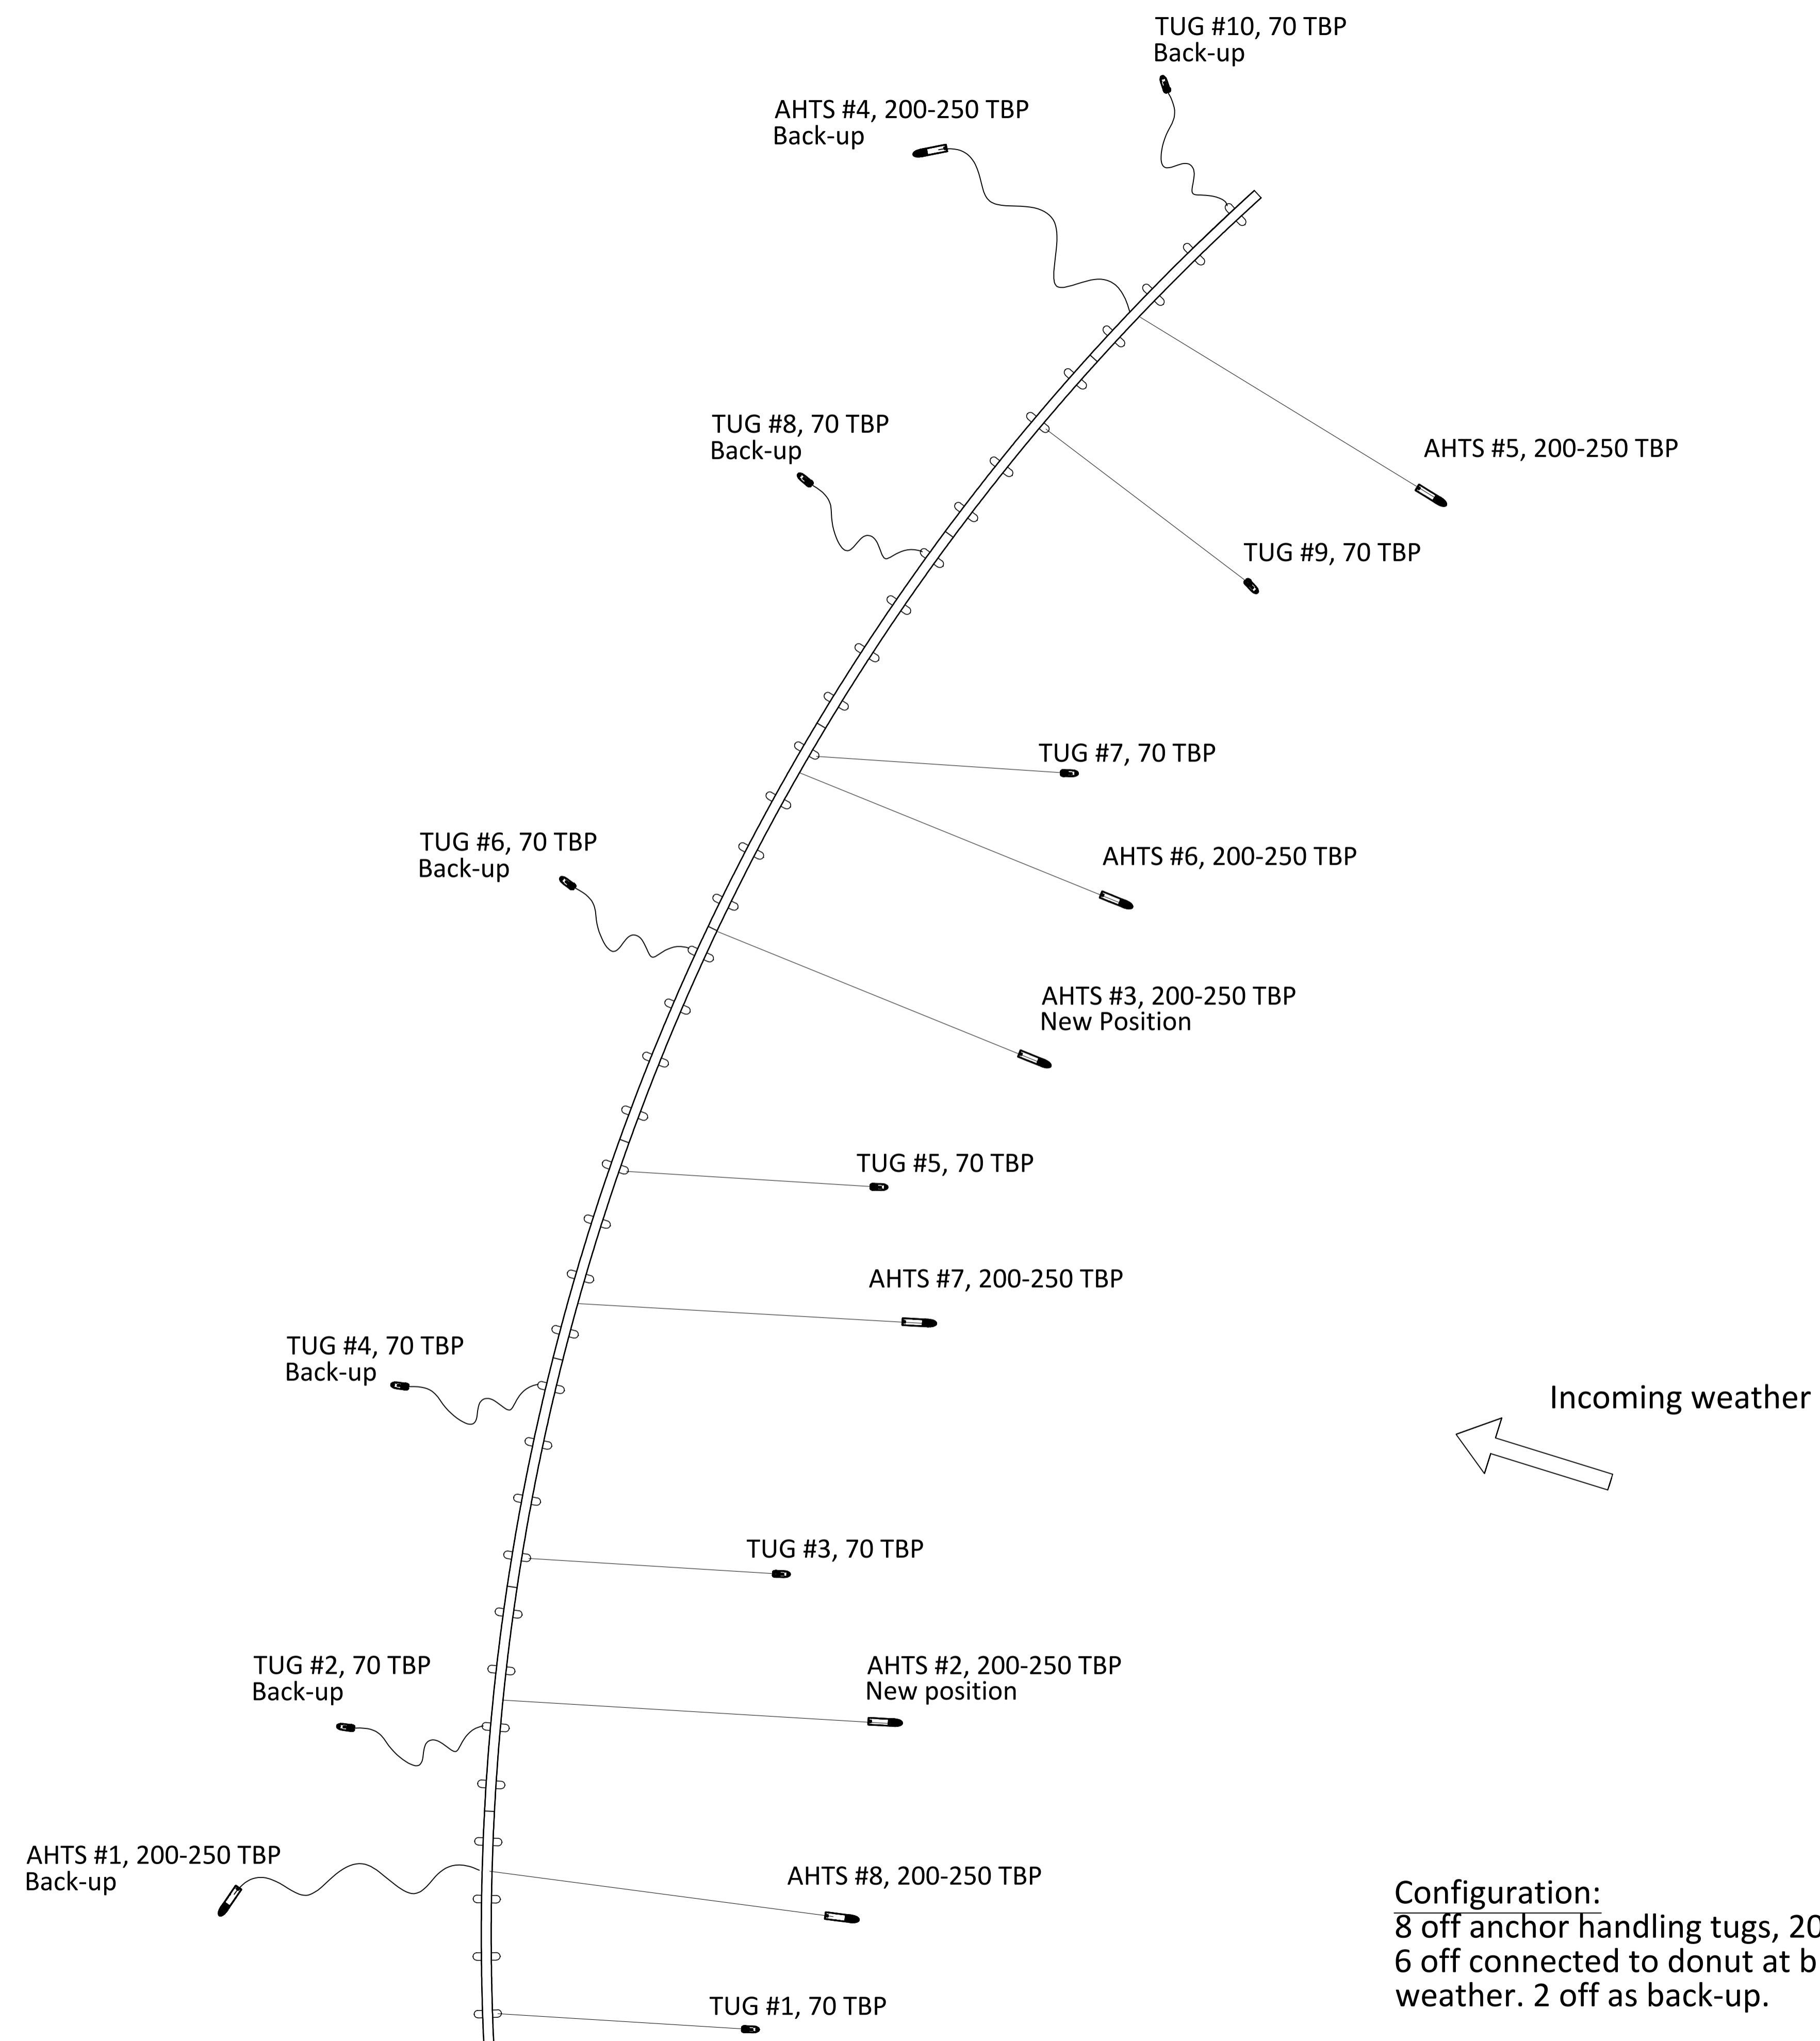 TUG #10, 70 TBP
Back-up
AHTS #4, 200-250 TBP
Back-up
TUG #8, 70 TBP
Back-up
AHTS #5, 200-250 TBP
TUG #9, 70 TBP
TUG #7, 70 TBP
TUG #6, 70 TBP
Back-up
AHTS #6, 200-250 TBP
AHTS #3, 200-250 TBP
New Position
TUG #5, 70 TBP
AHTS #7, 200-250 TBP
TUG #4, 70 TBP
Back-up
Incoming weather
TUG #3, 70 TBP
TUG #2, 70 TBP
Back-up
AHTS #2, 200-250 TBP
New position
AHTS #1, 200-250 TBP
Back-up
AHTS #8, 200-250 TBP
Configuration:
8 off anchor handling tugs, 20
6 off connected to donut at b
weather. 2 off as back-up.
TUG #1, 70 TBP